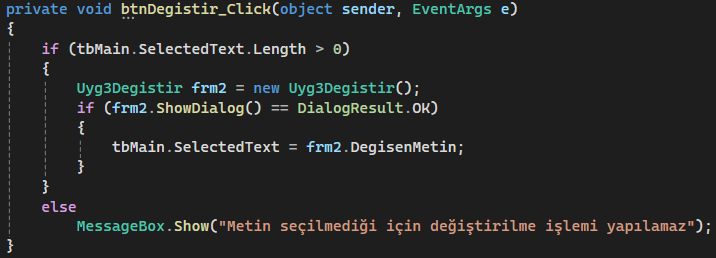 private void btnDegistir_Click(object sender, EventArgs e)
{
    if (tbMain.SelectedText.Length > 0)
    {
        Uyg3Degistir frm2 = new Uyg3Degistir();
        if (frm2.ShowDialog() == DialogResult.OK)
        {
            tbMain.SelectedText = frm2.DegisenMetin;
        }
    }
    else
        MessageBox.Show("Metin seçilmediği için değiştirilme işlemi yapılamaz");
}